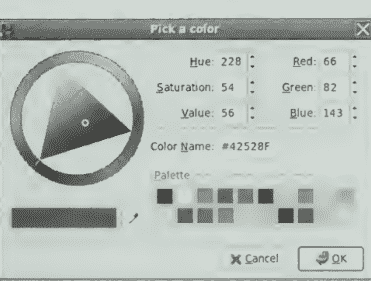 Pick a color
Hue: 228 Red: 66
Saturation: 54 Green: 82
Value: 56 Blue: 143
Color Name: #42528F
Palette
Cancel OK